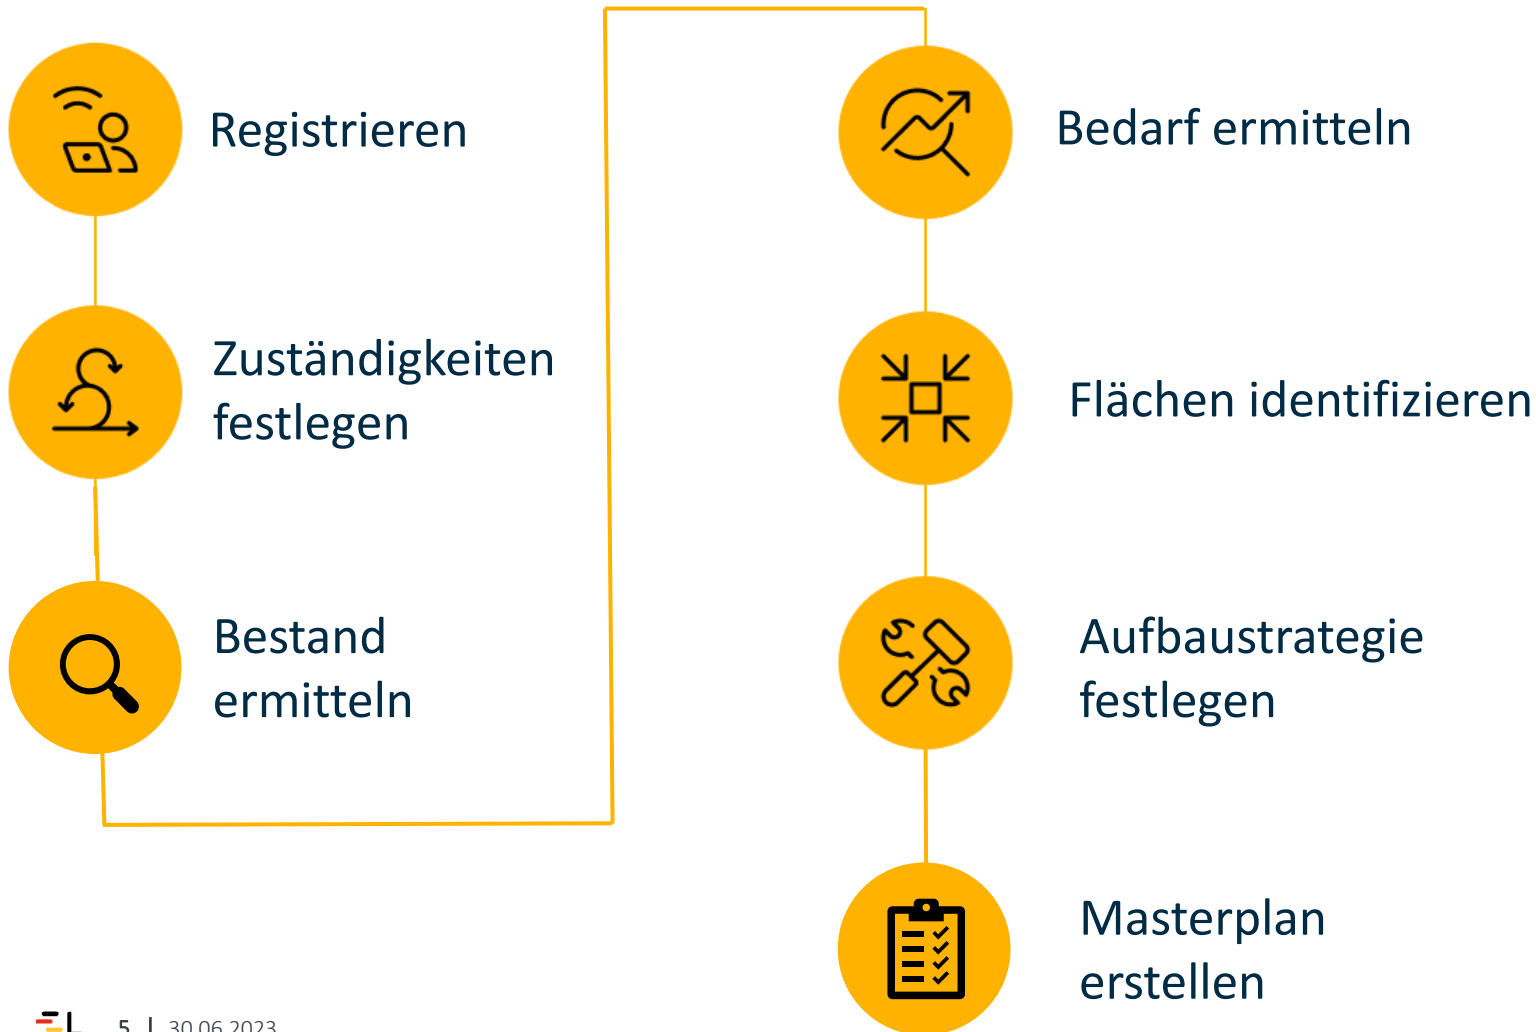 Registrieren
Zuständigkeiten
festlegen
Bestand
ermitteln
Bedarf ermitteln
Flächen identifizieren
Aufbaustrategie
festlegen
Masterplan
erstellen
5 | 30.06.2023